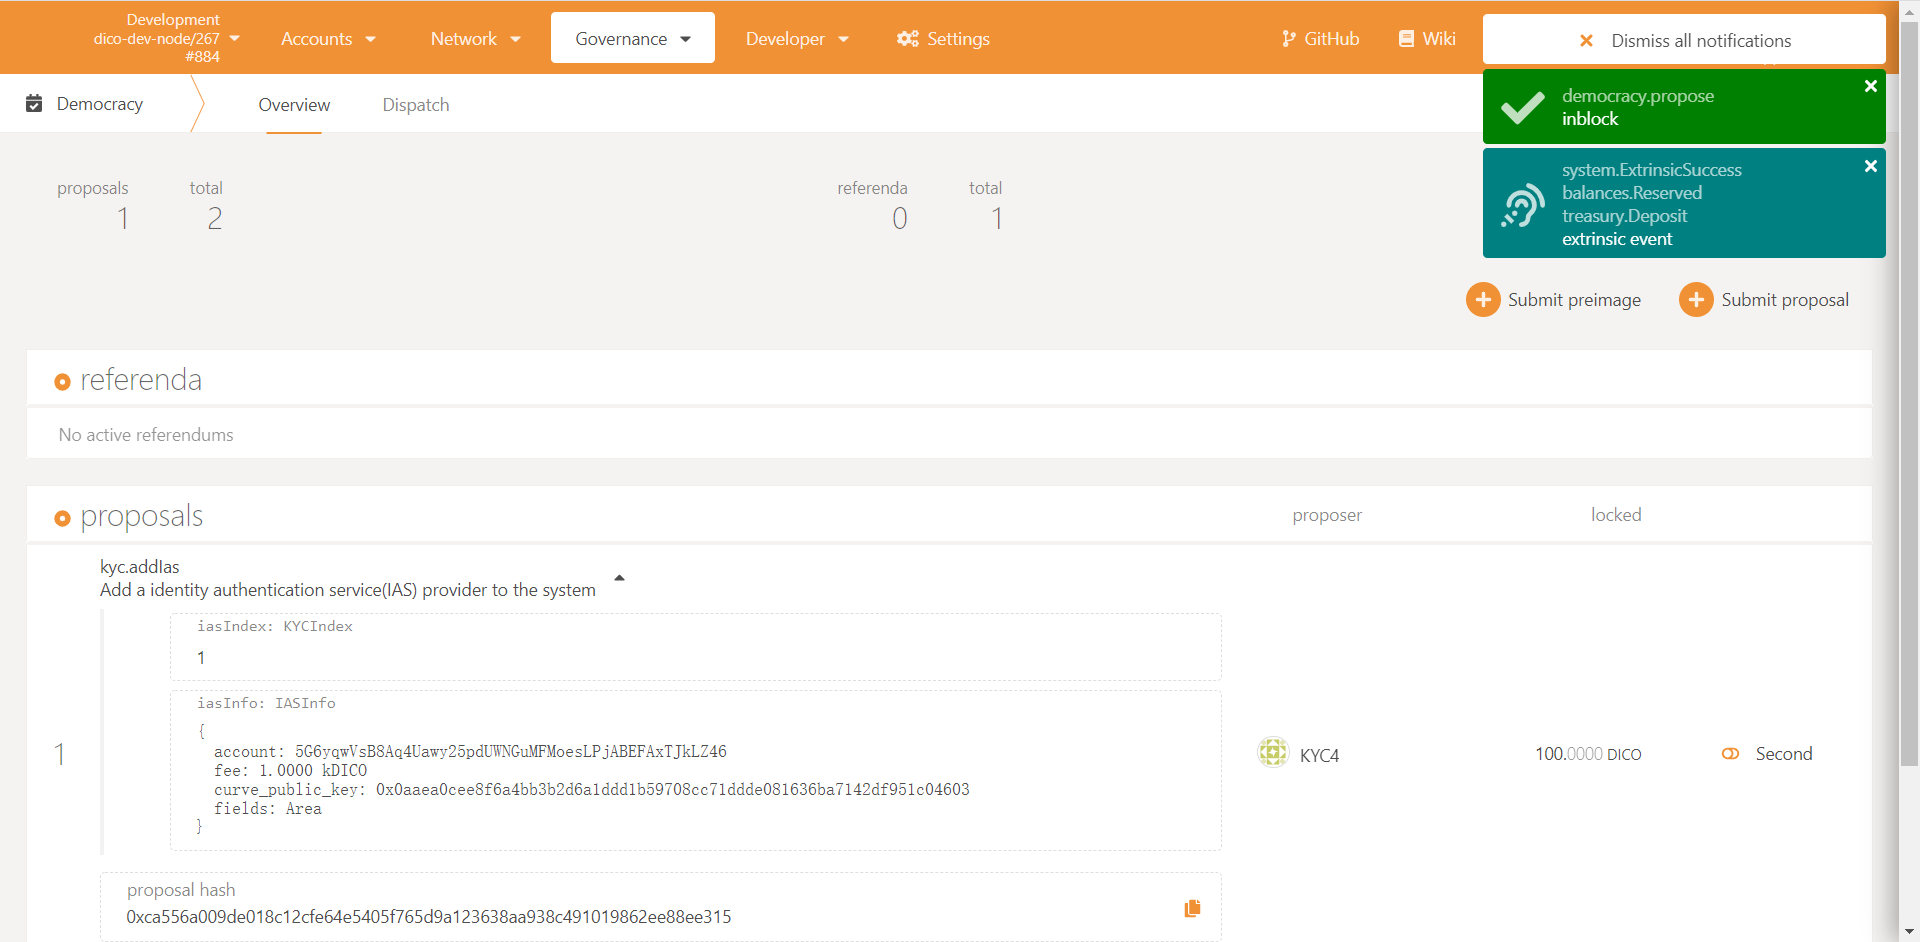 Development
dico-dev-node/267
#884
Accounts
Network
Governance
Developer
Settings
GitHub
Wiki
Dismiss all notifications
democracy.propose
inblock
system.ExtrinsicSuccess
balances.Reserved
treasury.Deposit
extrinsic event
Democracy
Overview
Dispatch
proposals
1
total
2
referenda
0
total
1
Submit preimage
Submit proposal
referenda
No active referendums
proposals
proposer
locked
kyc.addIas
Add a identity authentication service(IAS) provider to the system
iasIndex: KYCIndex
1
iasInfo: IASInfo
{
account: 5G6yqwVsB8Aq4Uawy25pdUWNGuMFMoesLPjABEFAxTJkLZ46
fee: 1.0000 kDICO
curve_public_key: 0x0aaea0cee8f6a4bb3b2d6a1ddd1b59708cc71ddde081636ba7142df951c04603
fields: Area
}
1
KYC4
100.0000 DICO
Second
proposal hash
0xca556a009de018c12cfe64e5405f765d9a123638aa938c491019862ee88ee315